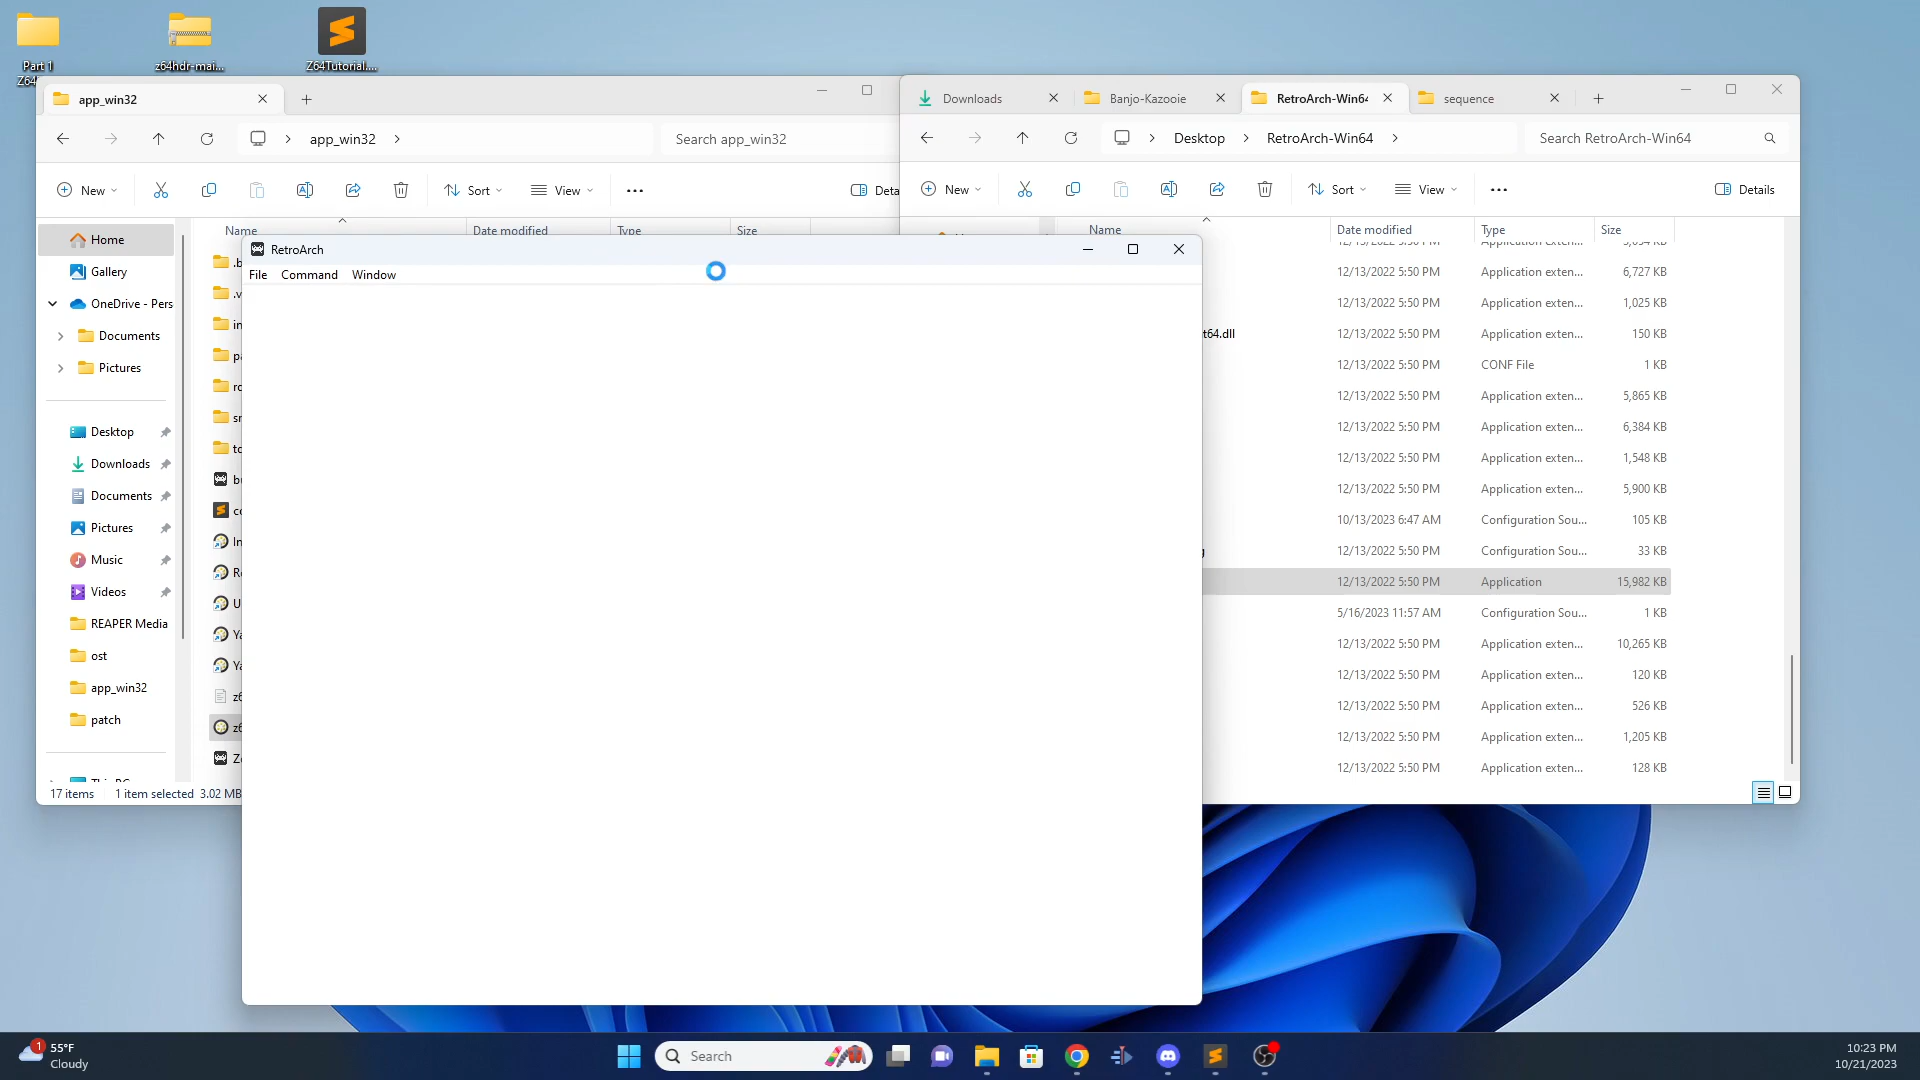 Part 1
Z64
z64hdr-mai...
Z64Tutorial....
app_win32
app_win32
Search app_win32
New
Sort
View
Deta
Name
Date modified
Type
Size
Home
Gallery
OneDrive - Pers
Documents
Pictures
Desktop
Downloads
Documents
Pictures
Music
Videos
REAPER Media
ost
app_win32
patch
17 items
1 item selected 3.02 MB
RetroArch
File Command Window
Downloads
Banjo-Kazooie
RetroArch-Win64
sequence
Desktop
RetroArch-Win64
Search RetroArch-Win64
New
Sort
View
Details
Name
Date modified
Type
Size
12/13/2022 5:50 PM Application exten... 6,727 KB
12/13/2022 5:50 PM Application exten... 1,025 KB
t64.dll 12/13/2022 5:50 PM Application exten... 150 KB
12/13/2022 5:50 PM CONF File 1 KB
12/13/2022 5:50 PM Application exten... 5,865 KB
12/13/2022 5:50 PM Application exten... 6,384 KB
12/13/2022 5:50 PM Application exten... 1,548 KB
12/13/2022 5:50 PM Application exten... 5,900 KB
10/13/2023 6:47 AM Configuration Sou... 105 KB
12/13/2022 5:50 PM Configuration Sou... 33 KB
12/13/2022 5:50 PM Application 15,982 KB
5/16/2023 11:57 AM Configuration Sou... 1 KB
12/13/2022 5:50 PM Application exten... 10,265 KB
12/13/2022 5:50 PM Application exten... 120 KB
12/13/2022 5:50 PM Application exten... 526 KB
12/13/2022 5:50 PM Application exten... 1,205 KB
12/13/2022 5:50 PM Application exten... 128 KB
1
55°F
Cloudy
Search
10:23 PM
10/21/2023